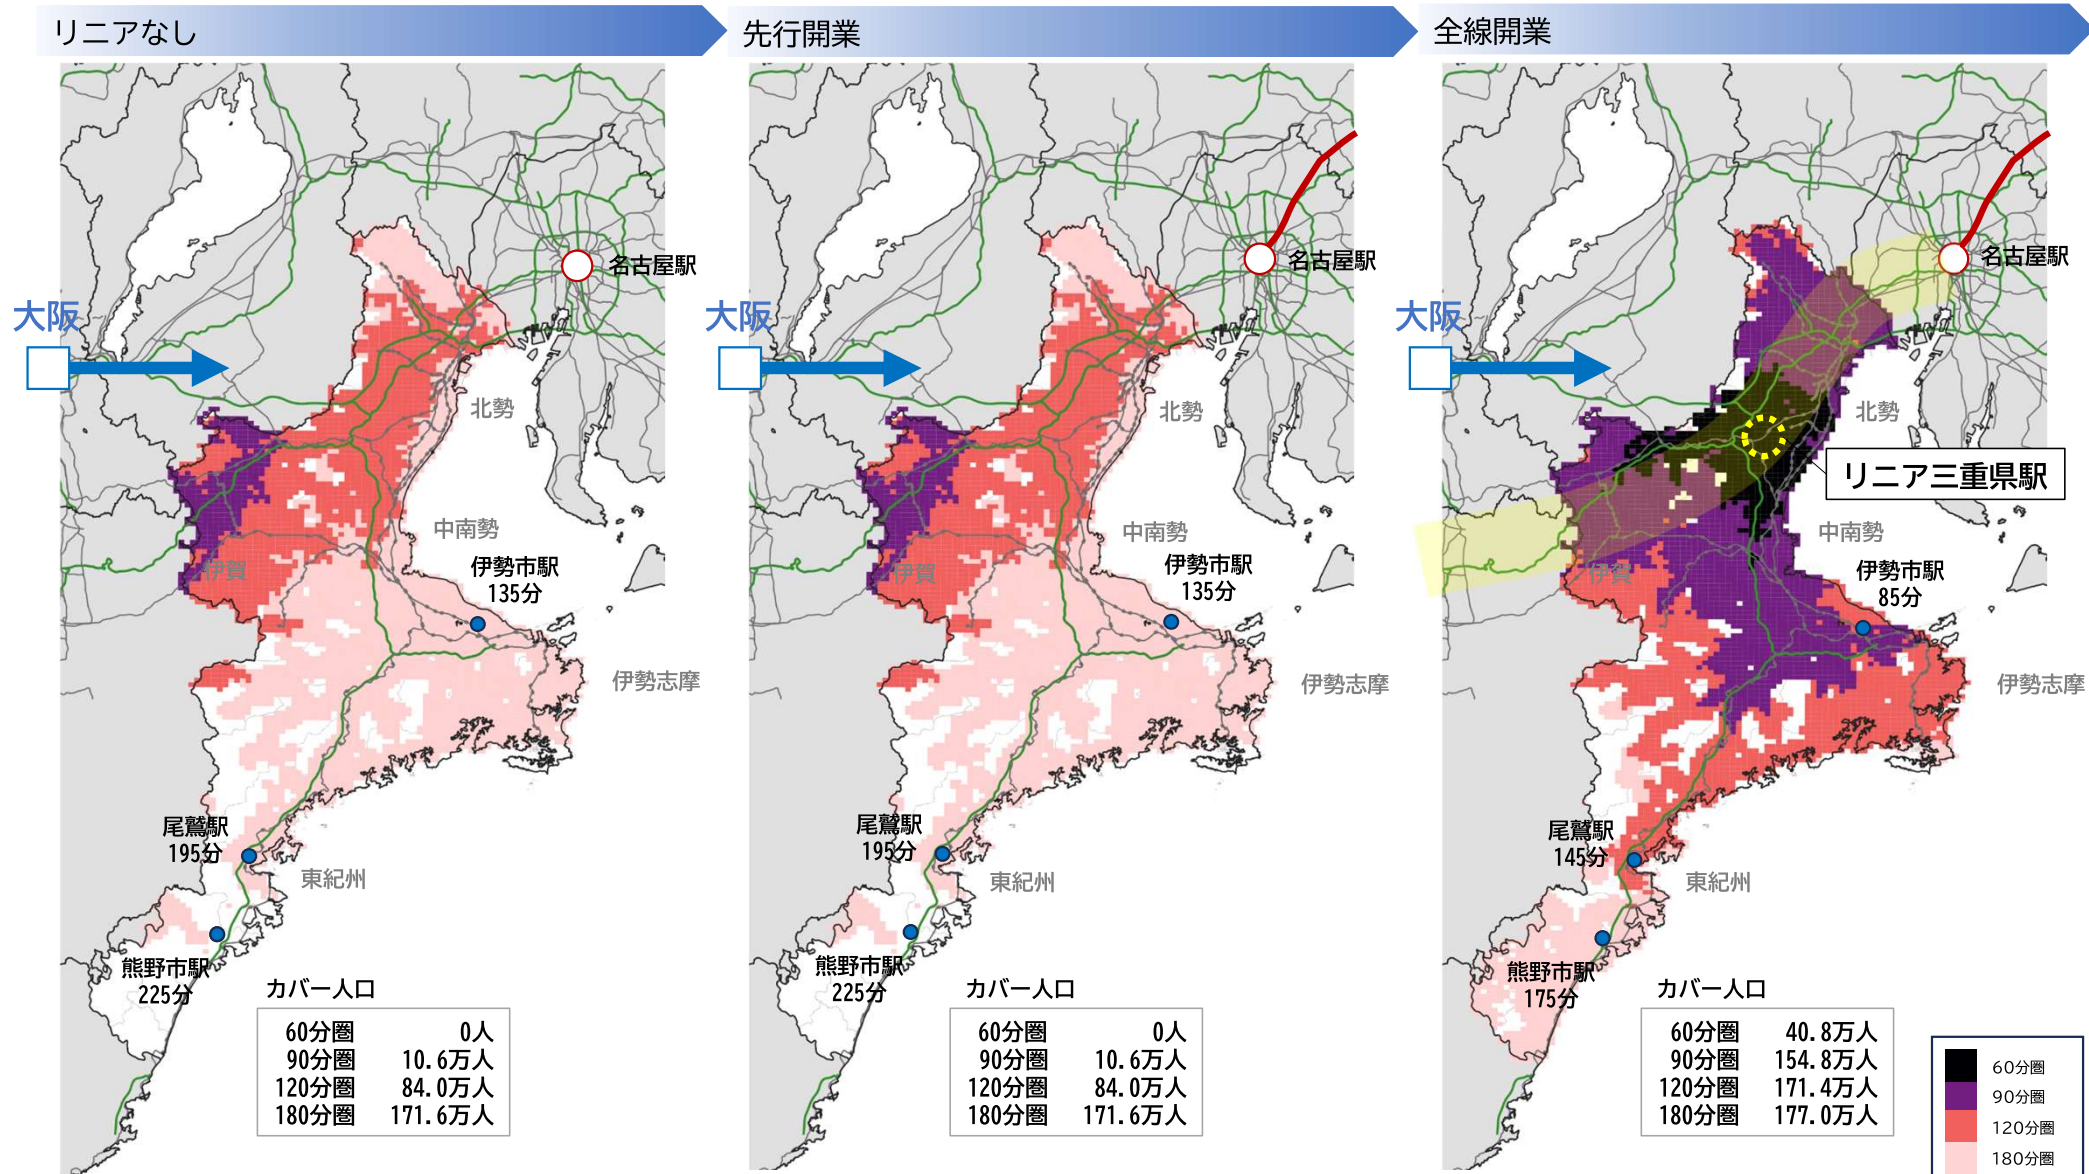 リニアなし
先行開業
全線開業
名古屋駅
大阪
北勢
中南勢
伊賀
伊勢市駅
135分
伊勢志摩
尾鷲駅
195分
東紀州
熊野市駅
225分
カバー人口
60分圏 0人
90分圏 10.6万人
120分圏 84.0万人
180分圏 171.6万人
名古屋駅
大阪
北勢
中南勢
伊賀
伊勢市駅
135分
伊勢志摩
尾鷲駅
195分
東紀州
熊野市駅
225分
カバー人口
60分圏 0人
90分圏 10.6万人
120分圏 84.0万人
180分圏 171.6万人
名古屋駅
大阪
北勢
リニア三重県駅
中南勢
伊賀
伊勢市駅
85分
伊勢志摩
尾鷲駅
145分
東紀州
熊野市駅
175分
カバー人口
60分圏 40.8万人
90分圏 154.8万人
120分圏 171.4万人
180分圏 177.0万人
60分圏
90分圏
120分圏
180分圏